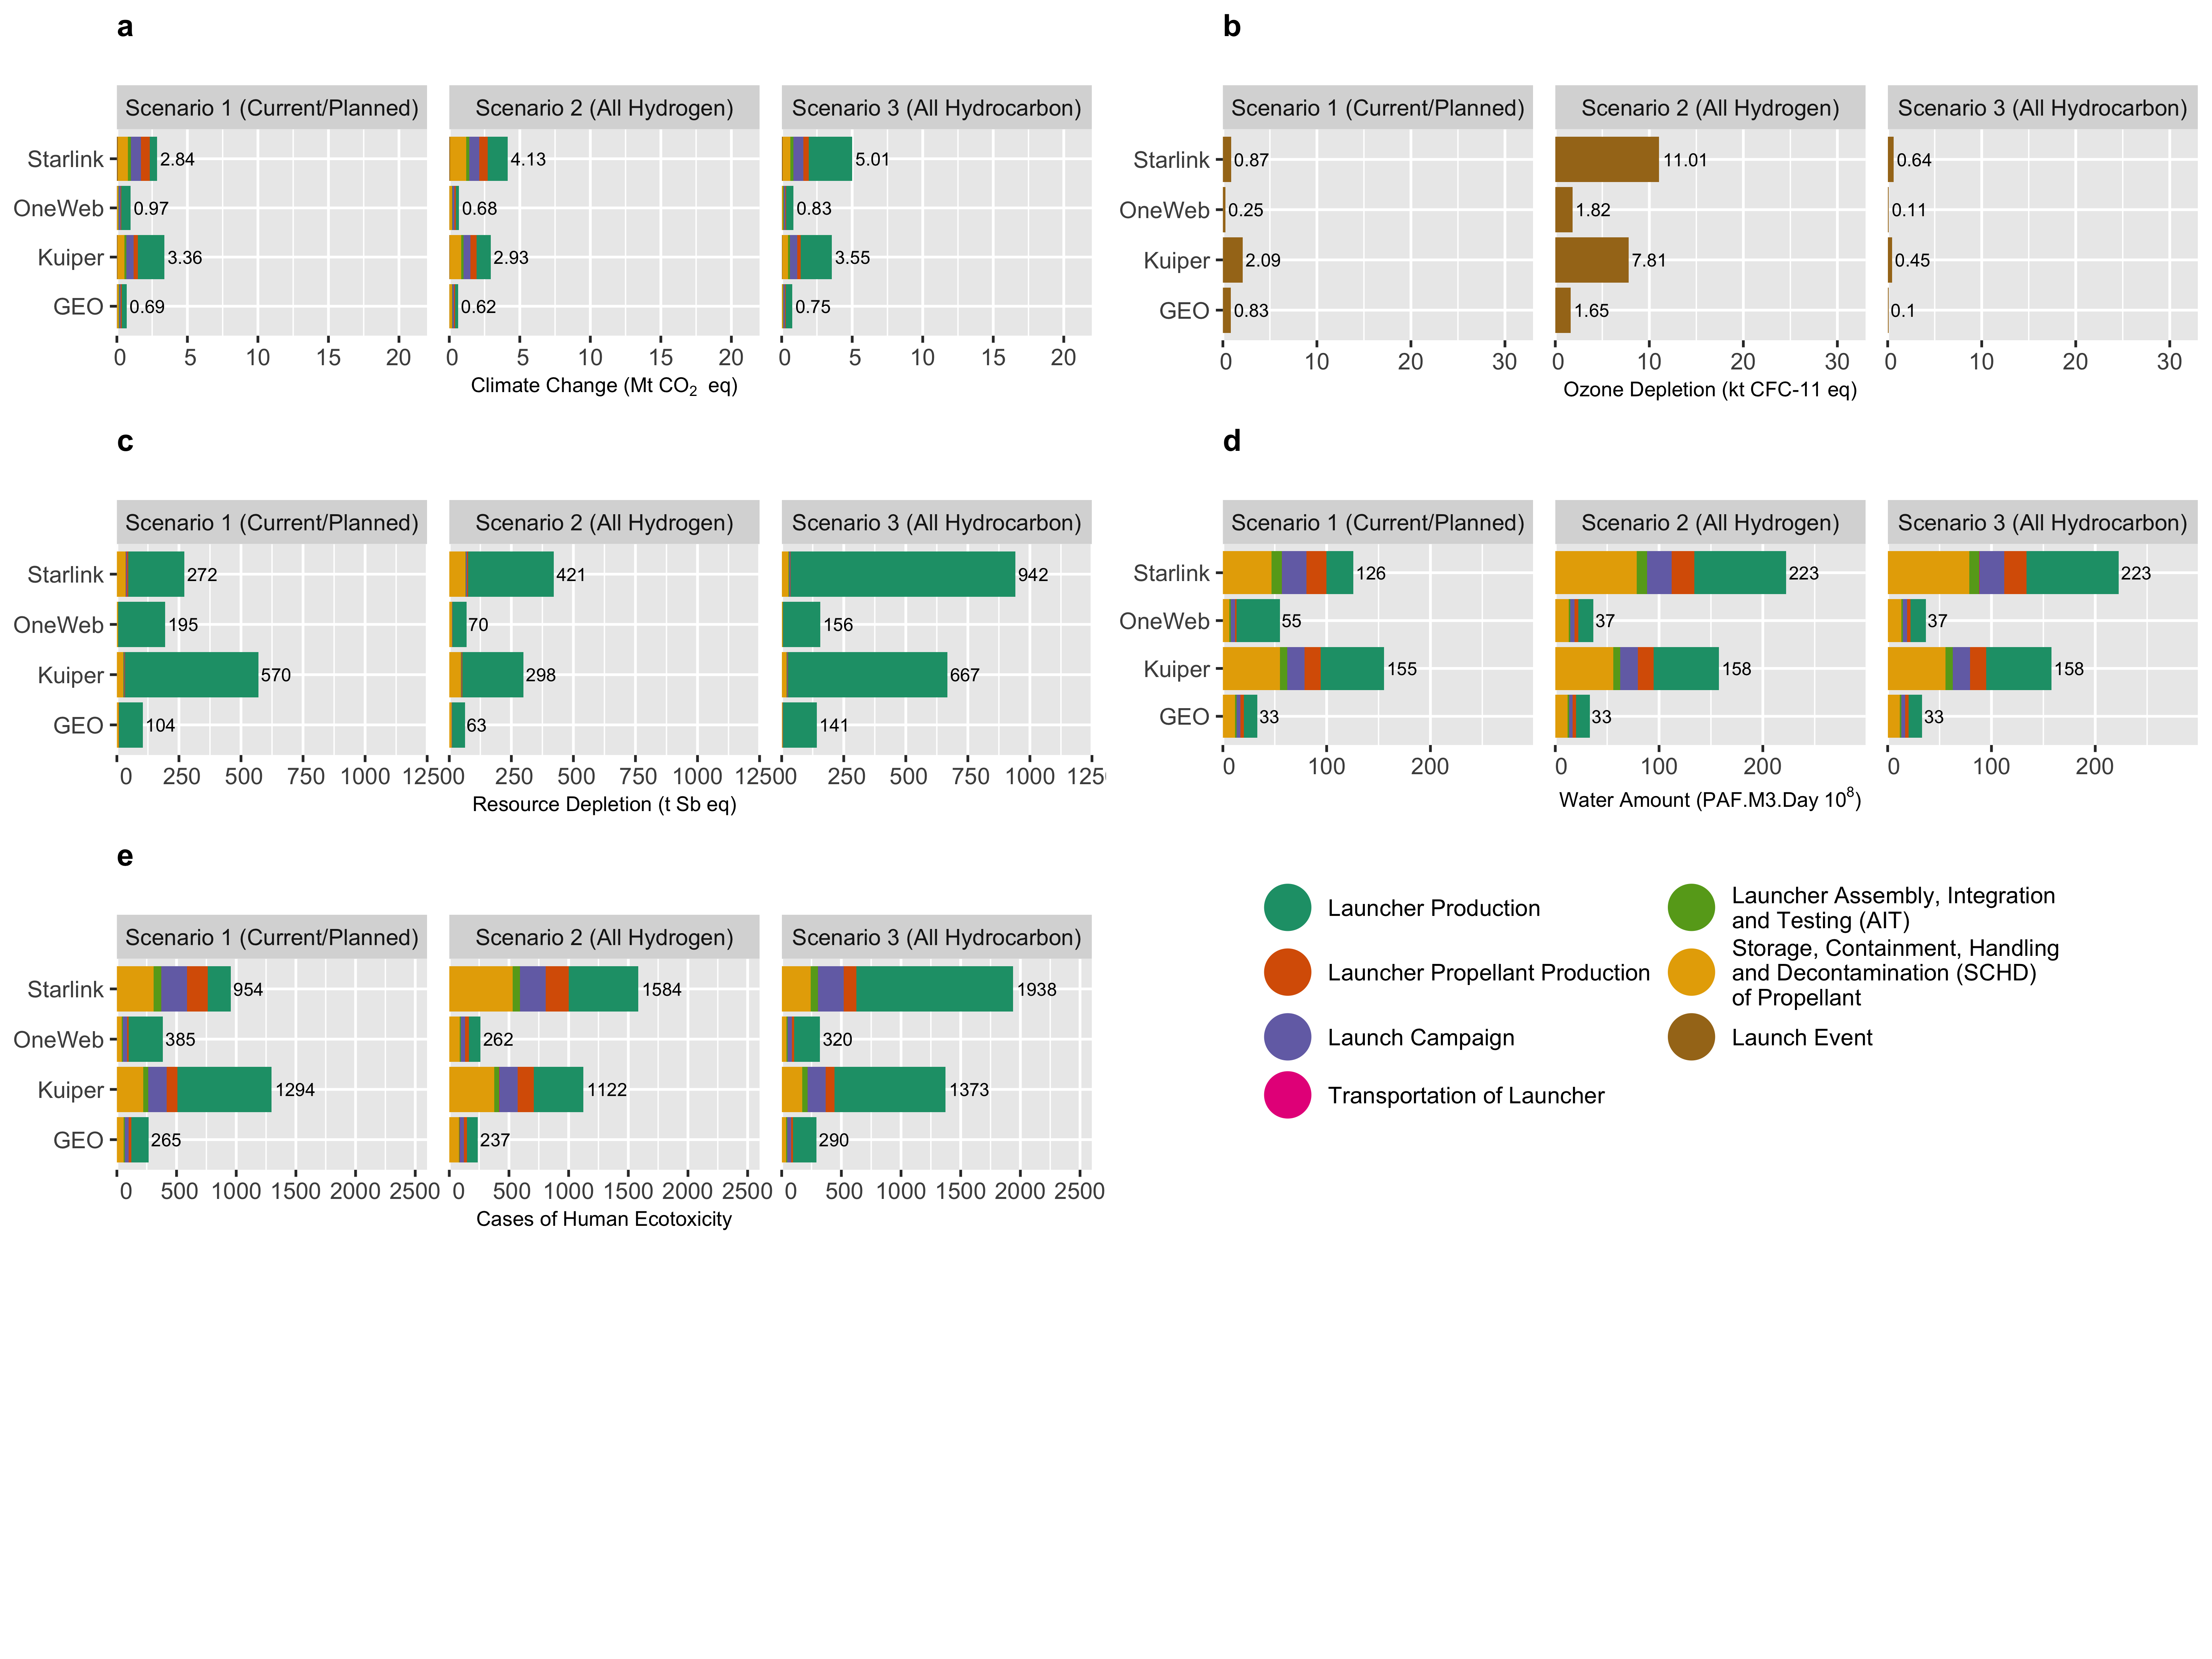 a
Scenario 1 (Current/Planned) Scenario 2 (All Hydrogen) Scenario 3 (All Hydrocarbon)
Starlink 2.84 4.13 5.01
OneWeb 0.97 0.68 0.83
Kuiper 3.36 2.93 3.55
GEO 0.69 0.62 0.75
0 5 10 15 20 0 5 10 15 20 0 5 10 15 20
Climate Change (Mt CO₂ eq)
b
Scenario 1 (Current/Planned) Scenario 2 (All Hydrogen) Scenario 3 (All Hydrocarbon)
Starlink 0.87 11.01 0.64
OneWeb 0.25 1.82 0.11
Kuiper 2.09 7.81 0.45
GEO 0.83 1.65 0.1
0 10 20 30 0 10 20 30 0 10 20 30
Ozone Depletion (kt CFC-11 eq)
c
Scenario 1 (Current/Planned) Scenario 2 (All Hydrogen) Scenario 3 (All Hydrocarbon)
Starlink 272 421 942
OneWeb 195 70 156
Kuiper 570 298 667
GEO 104 63 141
0 250 500 750 1000 1250 250 500 750 1000 1250 250 500 750 1000
Resource Depletion (t Sb eq)
d
Scenario 1 (Current/Planned) Scenario 2 (All Hydrogen) Scenario 3 (All Hydrocarbon)
Starlink 126 223 223
OneWeb 55 37 37
Kuiper 155 158 158
GEO 33 33 33
0 100 200 0 100 200 0 100 200
Water Amount (PAF.M3.Day 10⁸)
e
Scenario 1 (Current/Planned) Scenario 2 (All Hydrogen) Scenario 3 (All Hydrocarbon)
Starlink 954 1584 1938
OneWeb 385 262 320
Kuiper 1294 1122 1373
GEO 265 237 290
0 500 1000 1500 2000 2500 0 500 1000 1500 2000 2500 0 500 1000 1500 2000 2500
Cases of Human Ecotoxicity
Launcher Production
Launcher Propellant Production
Launch Campaign
Transportation of Launcher
Launcher Assembly, Integration
and Testing (AIT)
Storage, Containment, Handling
and Decontamination (SCHD)
of Propellant
Launch Event